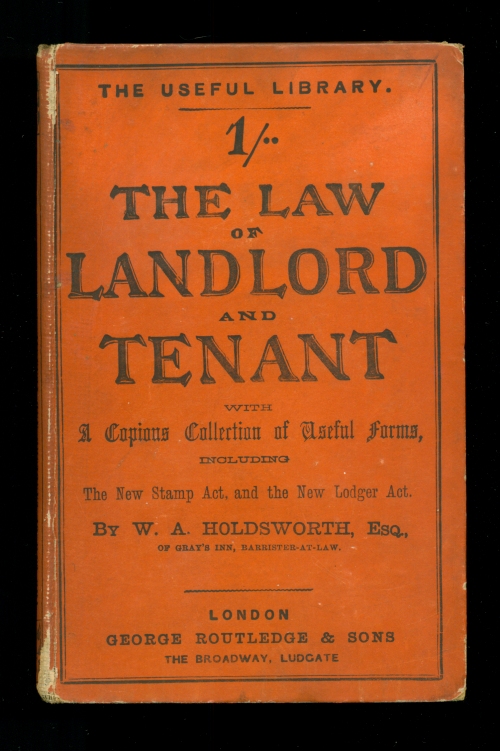 THE USEFUL LIBRARY.
1/..
THE LAW
OF
LANDLORD
AND
TENANT
WITH
A Copious Collection of Useful Forms,
INCLUDING
The New Stamp Act, and the New Lodger Act.
BY W. A. HOLDSWORTH, ESQ.,
OF GRAY'S INN, BARRISTER-AT-LAW.
LONDON
GEORGE ROUTLEDGE & SONS
THE BROADWAY, LUDGATE